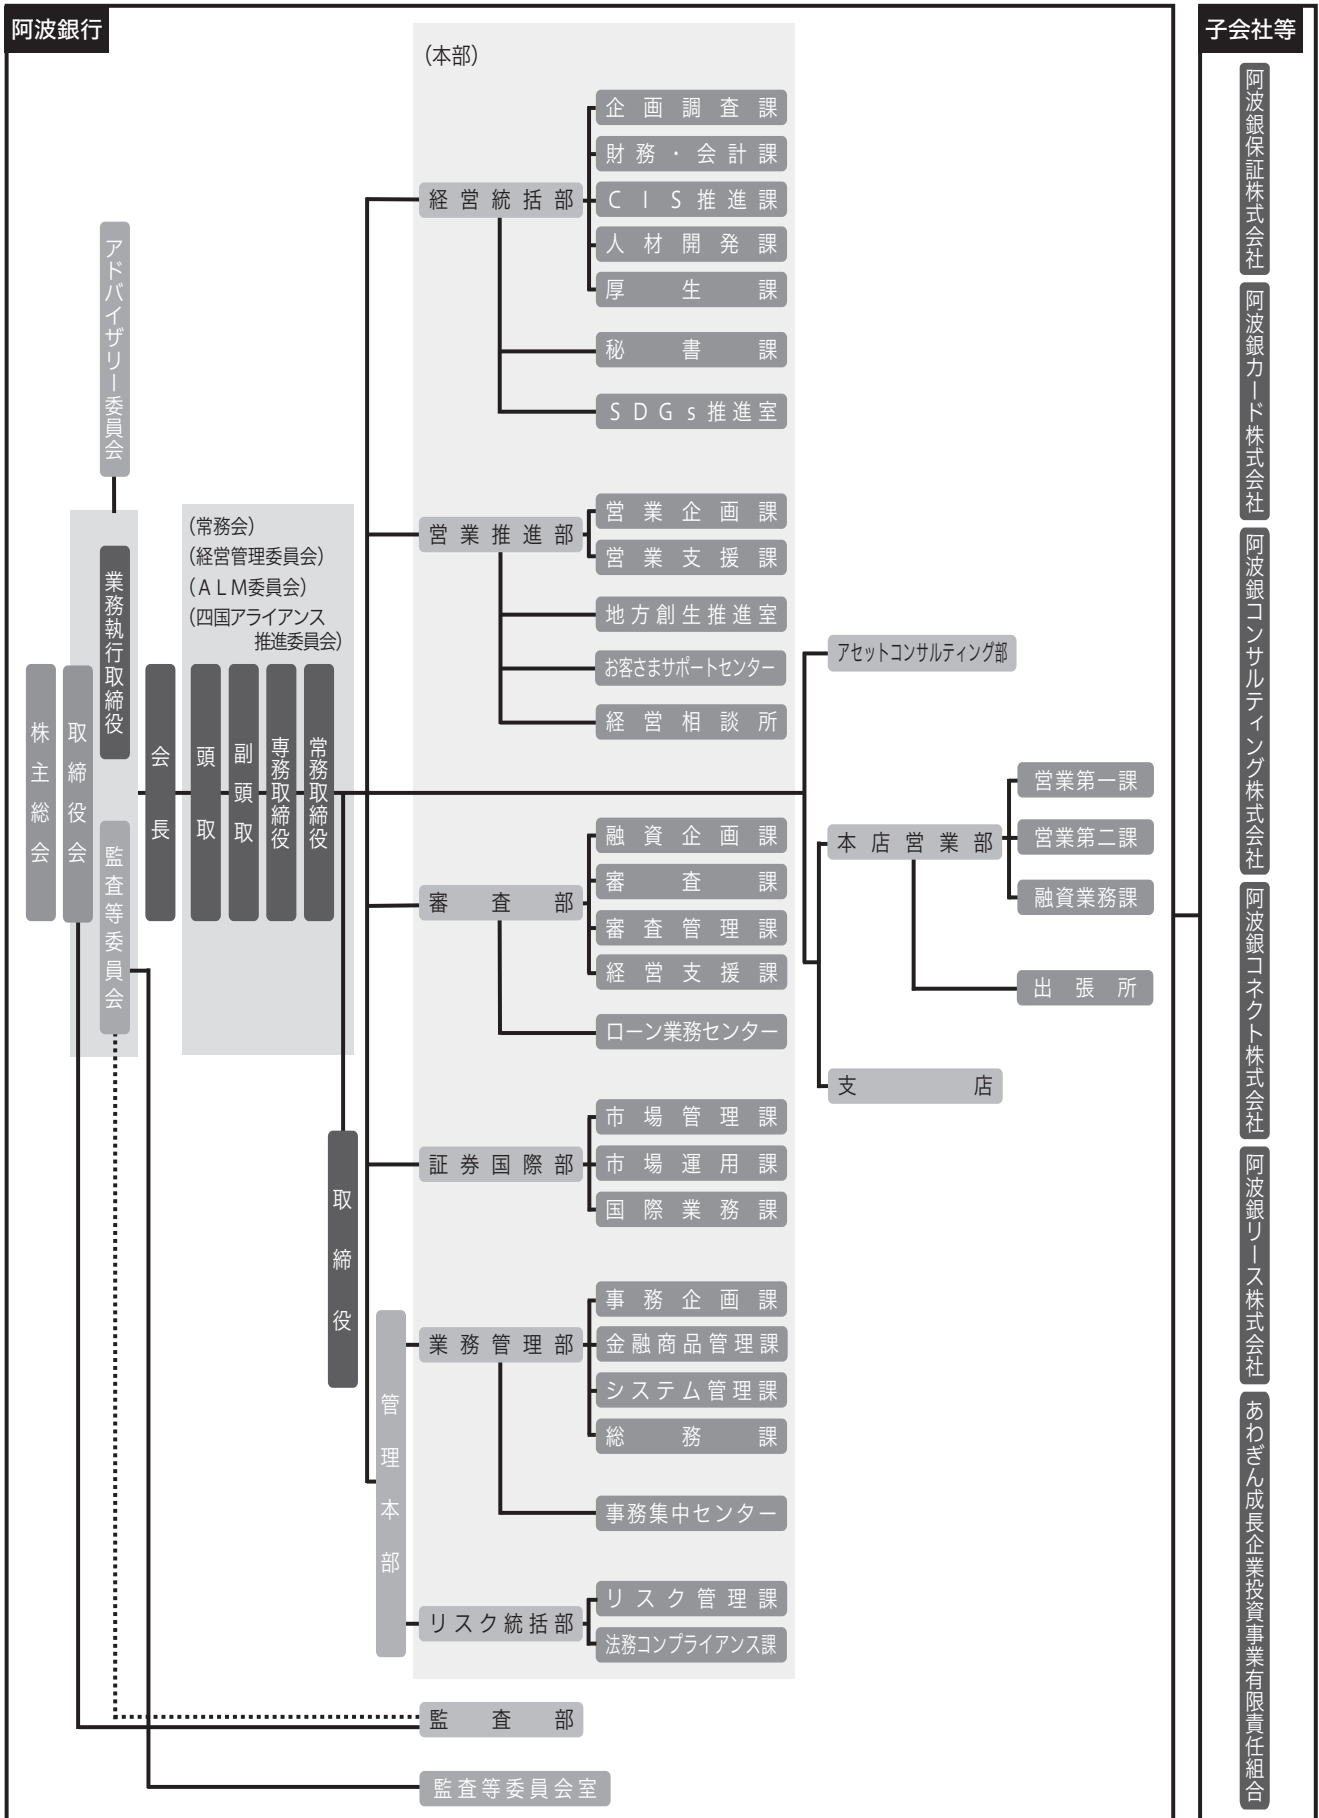 阿波銀行
子会社等
(本部)
企画調査課
財務・会計課
経営統括部
CIS推進課
人材開発課
厚生課
秘書課
SDGs推進室
アドバイザリー委員会
業務執行取締役
(常務会)
(経営管理委員会)
(ALM委員会)
(四国アライアンス
推進委員会)
株主総会
取締役会
監査等委員会
会長
頭取
副頭取
専務取締役
常務取締役
取締役
営業推進部
営業企画課
営業支援課
地方創生推進室
お客さまサポートセンター
経営相談所
審査部
融資企画課
審査課
審査管理課
経営支援課
ローン業務センター
証券国際部
市場管理課
市場運用課
国際業務課
管理本部
業務管理部
事務企画課
金融商品管理課
システム管理課
総務課
事務集中センター
リスク統括部
リスク管理課
法務コンプライアンス課
監査部
監査等委員会室
アセットコンサルティング部
本店営業部
営業第一課
営業第二課
融資業務課
出張所
支店
阿波銀保証株式会社
阿波銀カード株式会社
阿波銀コンサルティング株式会社
阿波銀コネクト株式会社
阿波銀リース株式会社
あわぎん成長企業投資事業有限責任組合